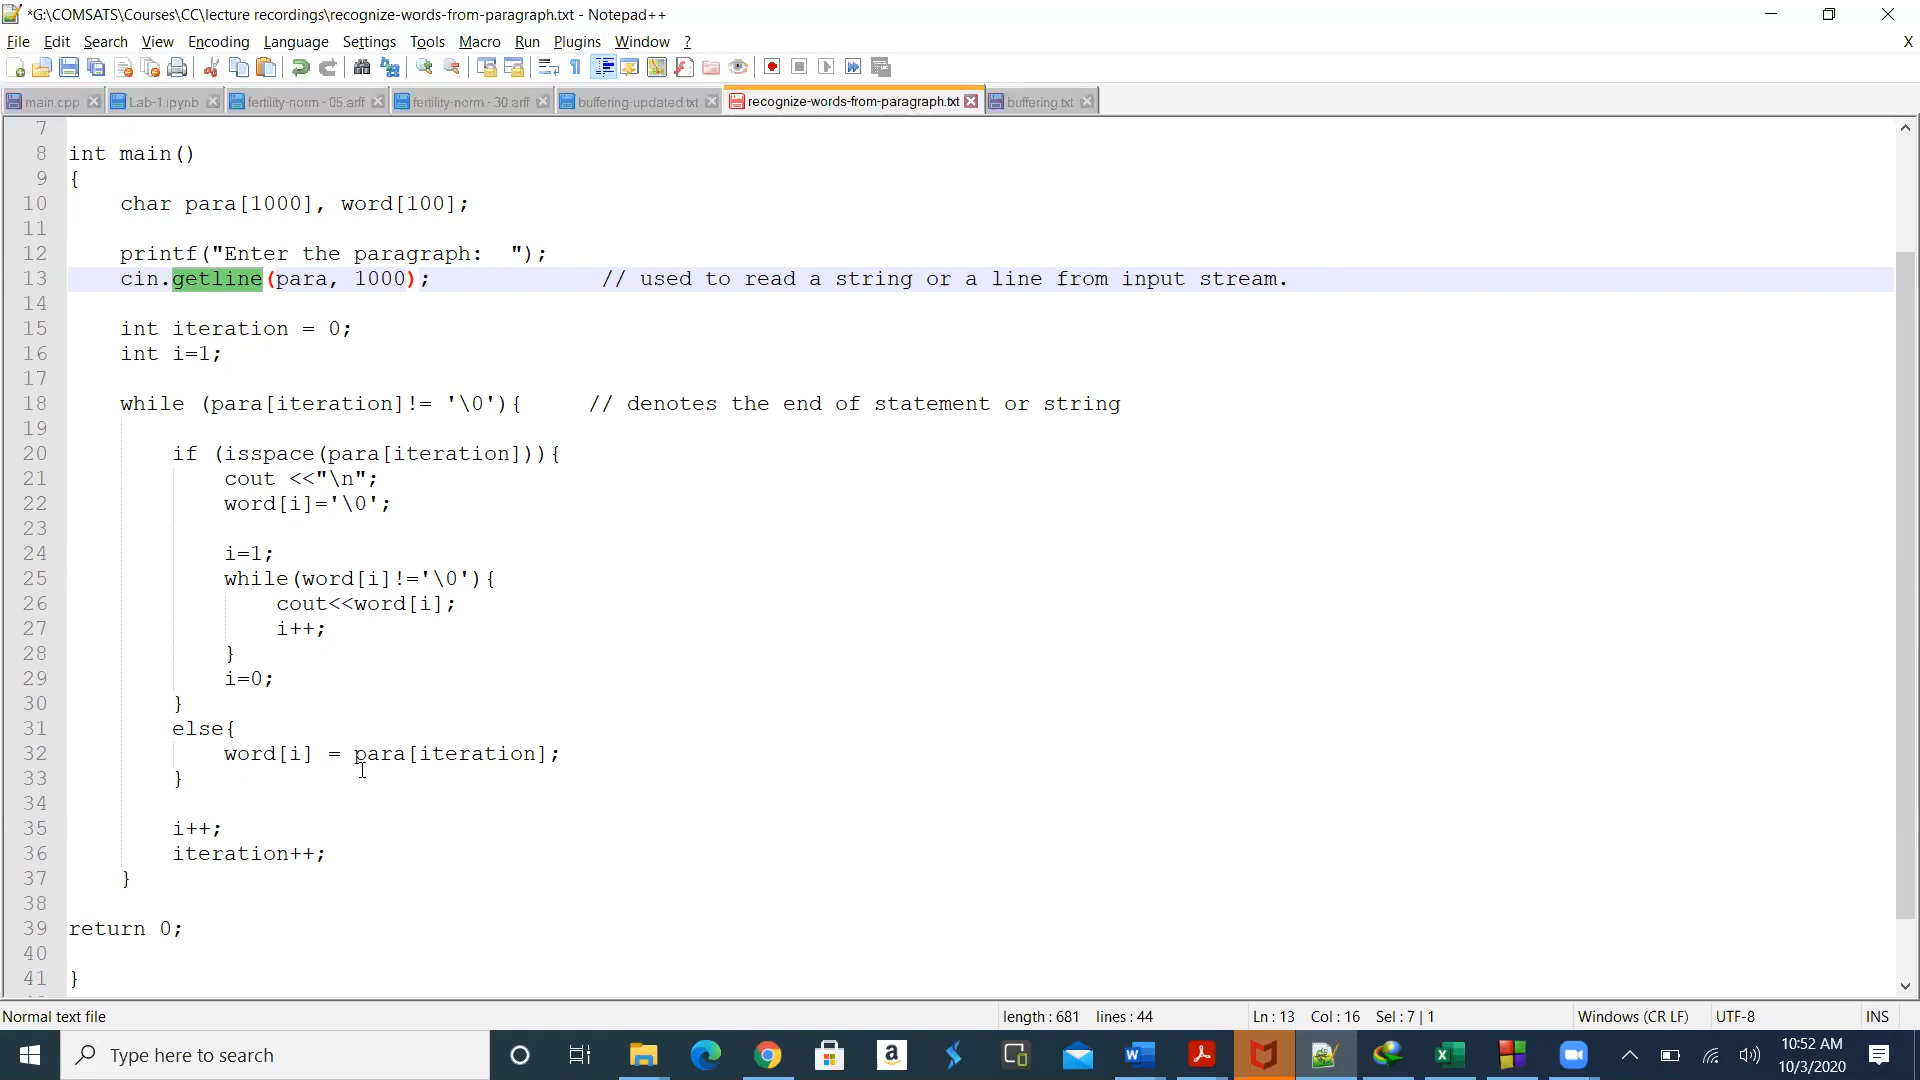 *G:\COMSATS\Courses\CC\lecture recordings\recognize-words-from-paragraph.txt - Notepad++
File Edit Search View Encoding Language Settings Tools Macro Run Plugins Window ? X
main.cpp Lab-1.ipynb fertility-norm - 05.arff fertility-norm - 30.arff buffering-updated.txt recognize-words-from-paragraph.txt buffering.txt
7
8 int main()
9 {
10 char para[1000], word[100];
11
12 printf("Enter the paragraph:  ");
13 cin.getline(para, 1000); // used to read a string or a line from input stream.
14
15 int iteration = 0;
16 int i=1;
17
18 while (para[iteration]!= '\0'){ // denotes the end of statement or string
19
20 if (isspace(para[iteration])){
21 cout <<"\n";
22 word[i]='\0';
23
24 i=1;
25 while(word[i]!='\0'){
26 cout<<word[i];
27 i++;
28 }
29 i=0;
30 }
31 else{
32 word[i] = para[iteration];
33 }
34
35 i++;
36 iteration++;
37 }
38
39 return 0;
40
41 }
Normal text file length : 681 lines : 44 Ln : 13 Col : 16 Sel : 7 | 1 Windows (CR LF) UTF-8 INS
Type here to search
10:52 AM
10/3/2020